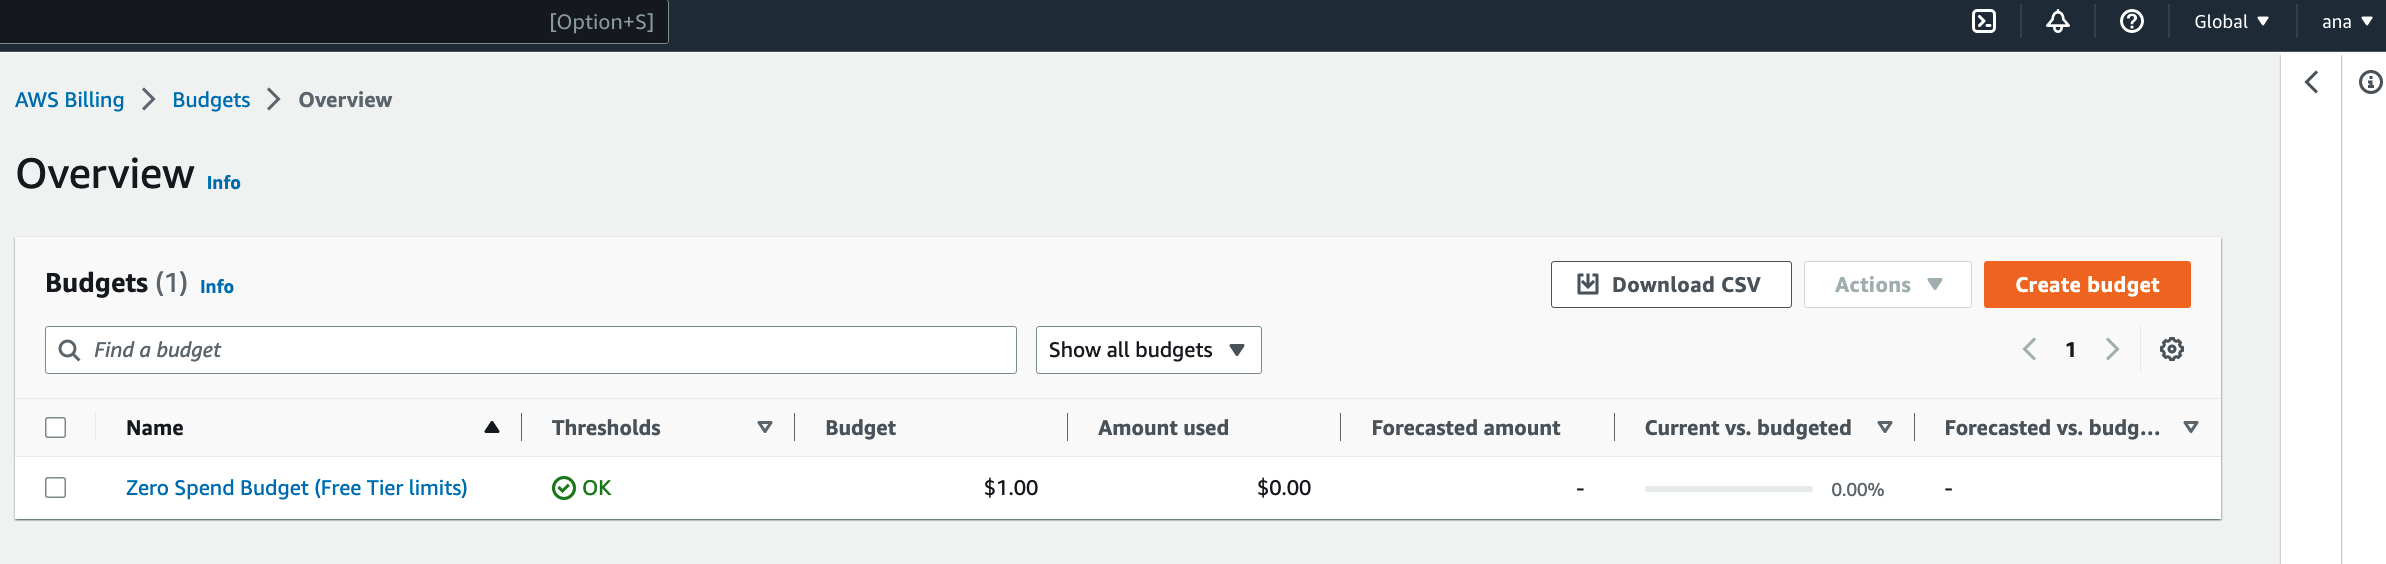 [Option+S]
Global
ana
AWS Billing
Budgets
Overview
Overview Info
Budgets (1) Info
Download CSV
Actions
Create budget
Find a budget
Show all budgets
1
Name
Thresholds
Budget
Amount used
Forecasted amount
Current vs. budgeted
Forecasted vs. budg...
Zero Spend Budget (Free Tier limits)
OK
$1.00
$0.00
-
0.00%
-